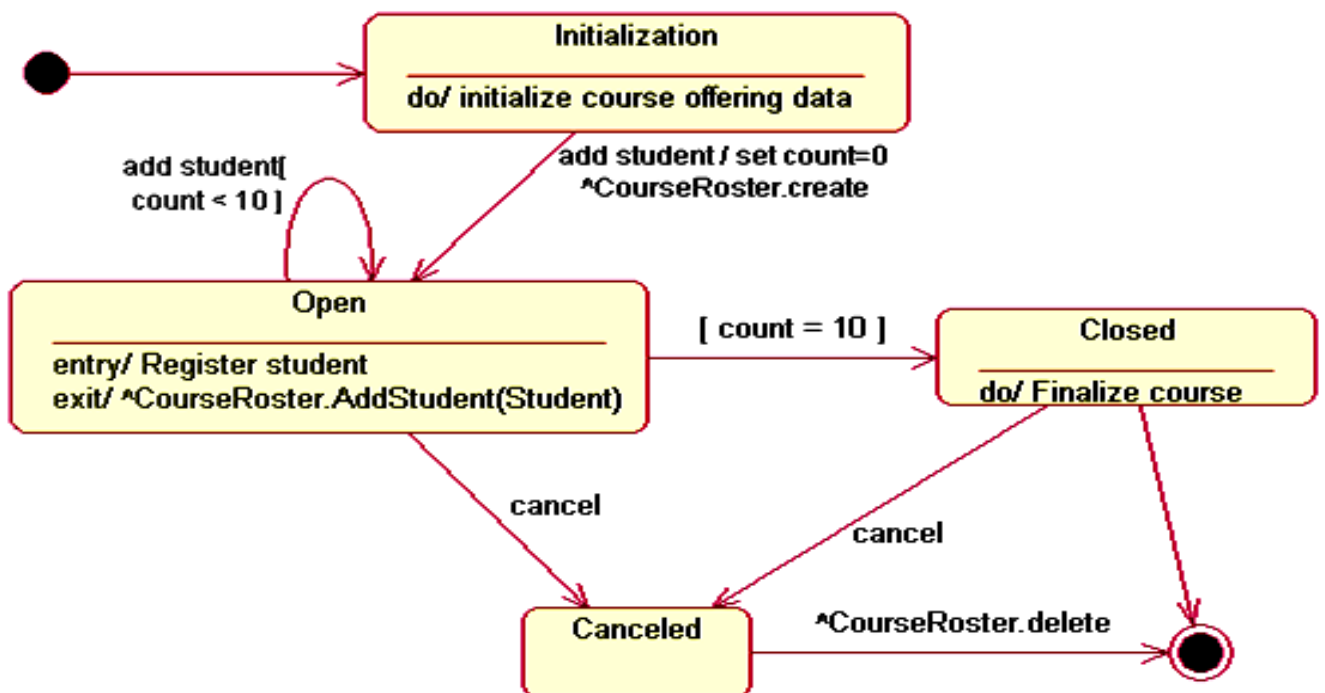 Initialization
do/ initialize course offering data
add student / set count=0
^CourseRoster.create
add student[
count < 10 ]
Open
entry/ Register student
exit/ ^CourseRoster.AddStudent(Student)
[ count = 10 ]
Closed
do/ Finalize course
cancel
cancel
Canceled
^CourseRoster.delete